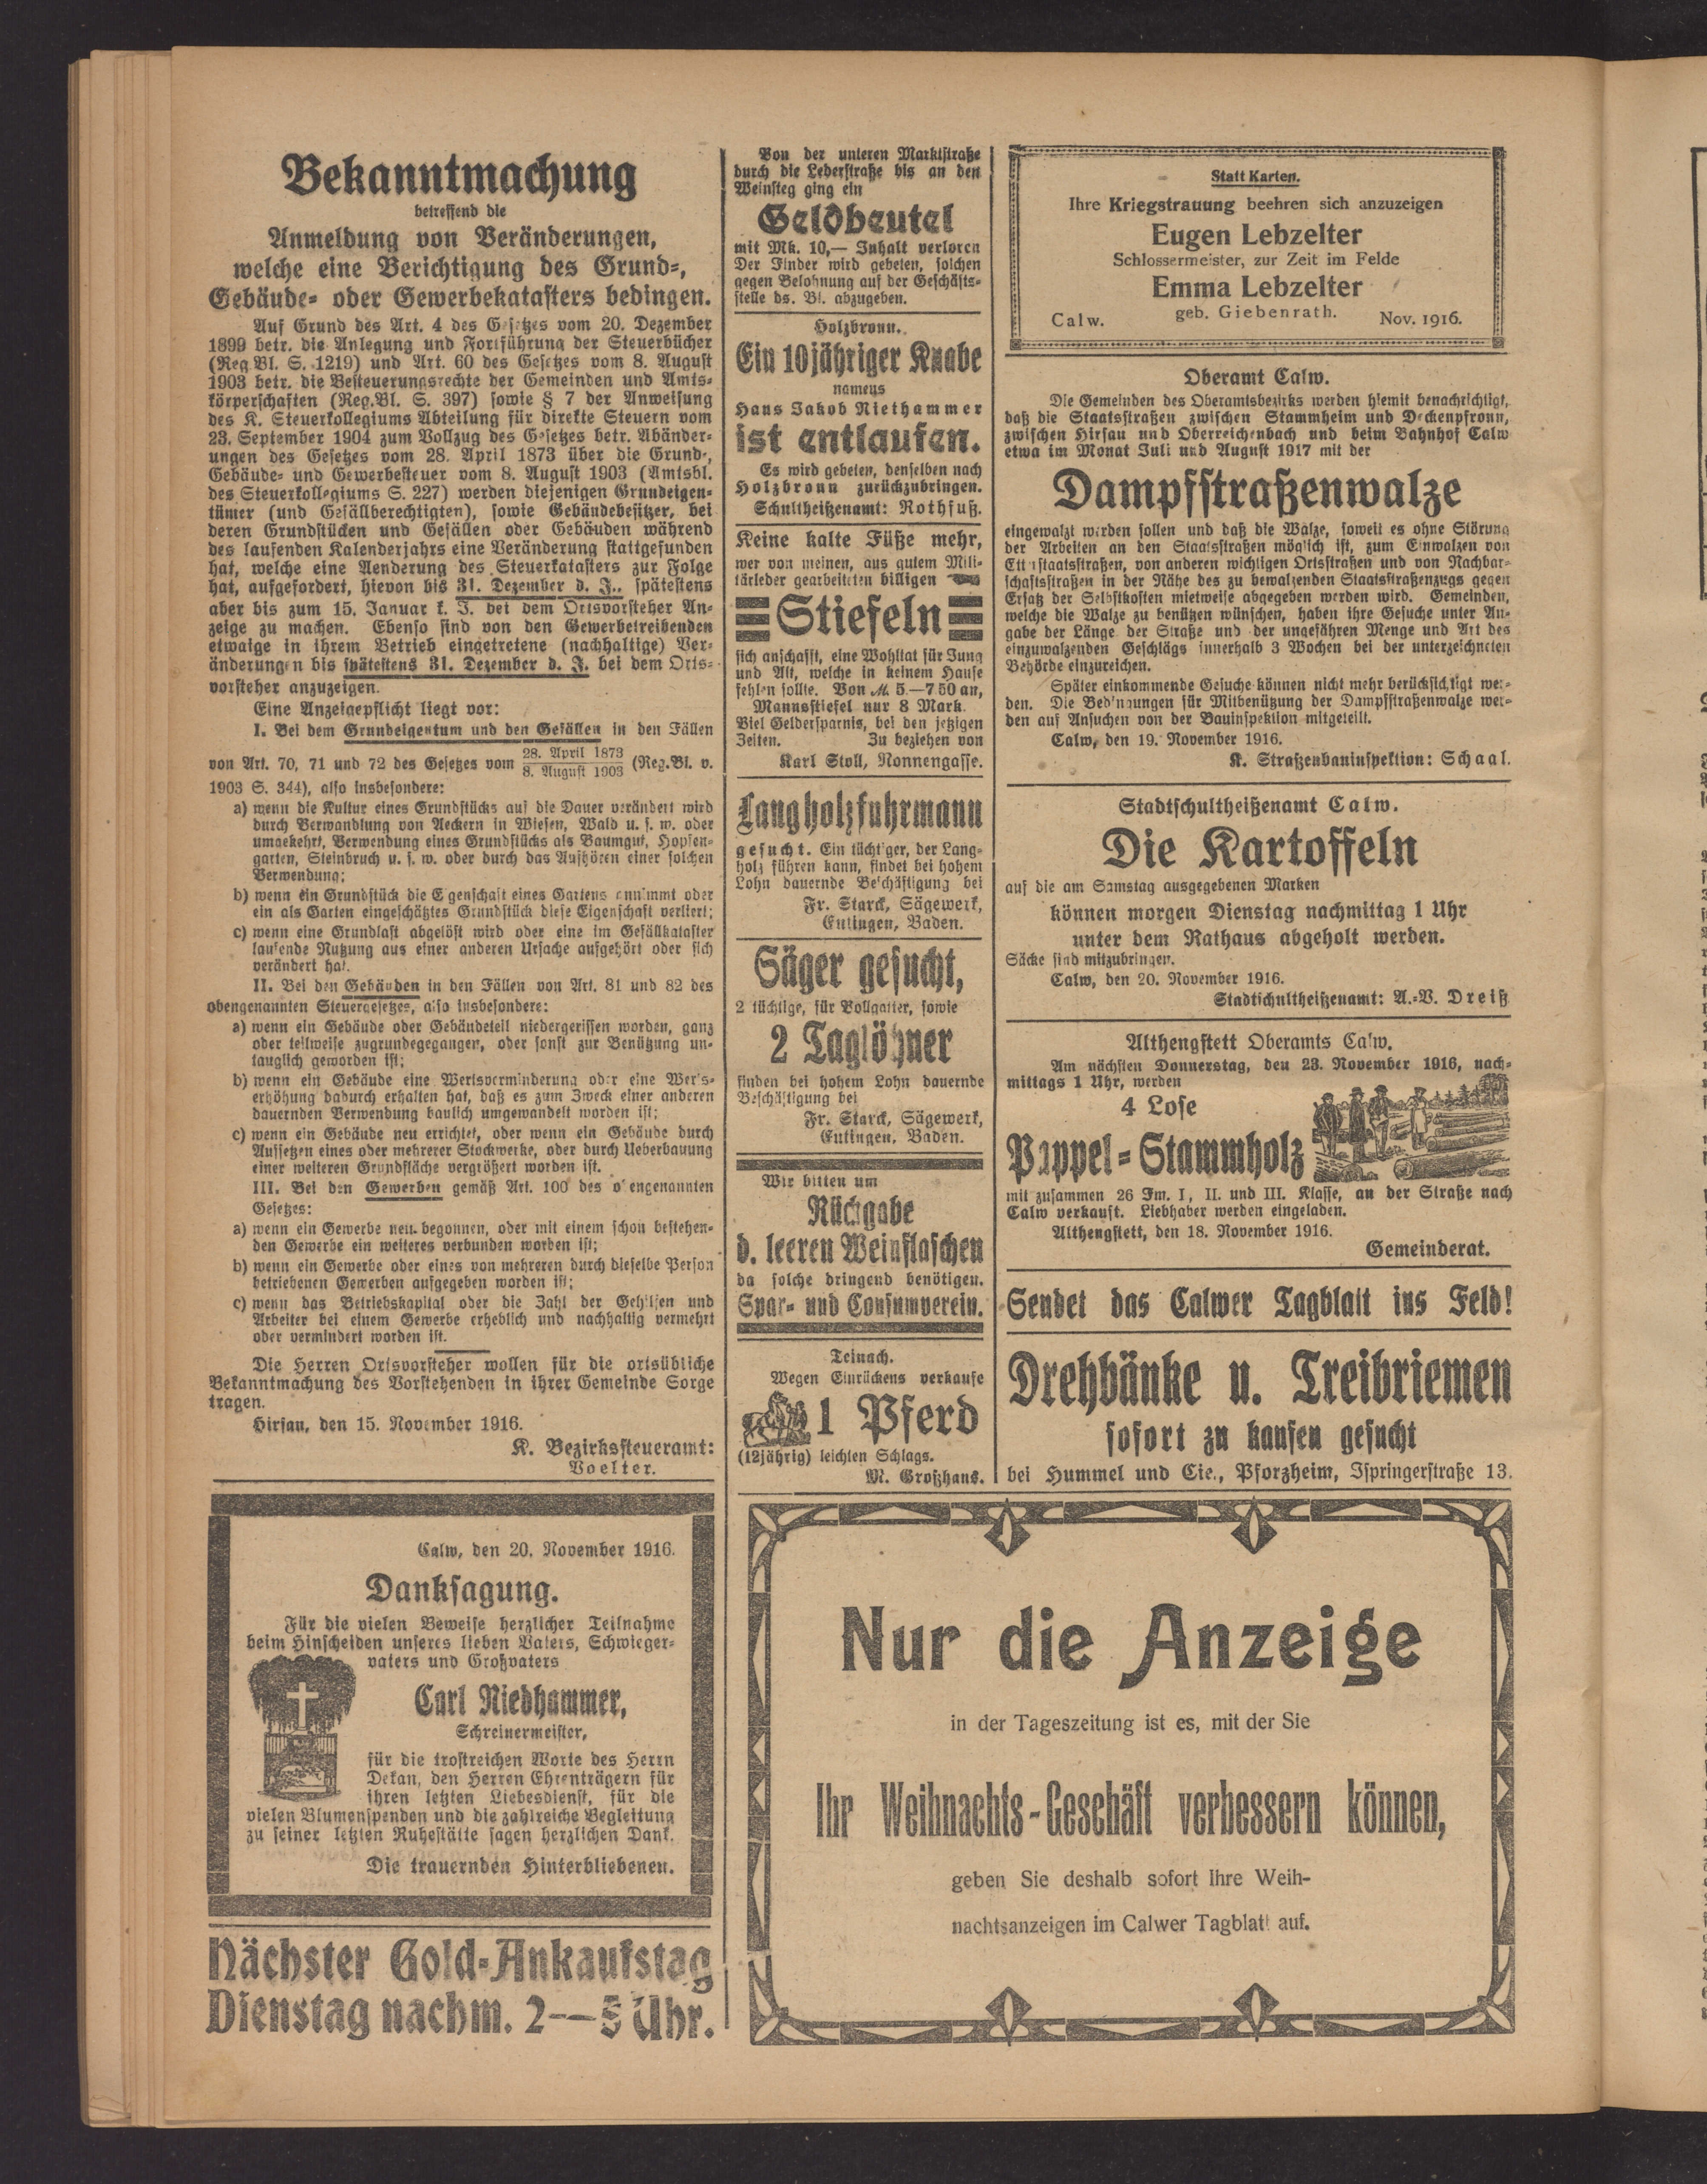 Bekanntmachung
betreffend die
Anmeldung von Veränderungen,
welche eine Berichtigung des Grund-,
Gebäude- oder Gewerbekatasters bedingen.
Auf Grund des Art. 4 des Gesetzes vom 20. Dezember
1899 betr. die Anlegung und Fortführung der Steuerbücher
(Reg.Bl. S. 1219) und Art. 60 des Gesetzes vom 8. August
1903 betr. die Besteuerungsrechte der Gemeinden und Amts-
körperschaften (Reg.Bl. S. 397) sowie § 7 der Anweisung
des K. Steuerkollegiums Abteilung für direkte Steuern vom
23. September 1904 zum Vollzug des Gesetzes betr. Abänder-
ungen des Gesetzes vom 28. April 1873 über die Grund-,
Gebäude- und Gewerbesteuer vom 8. August 1903 (Amtsbl.
des Steuerkollegiums S. 227) werden diejenigen Grundeigen-
tümer (und Gefällberechtigten), sowie Gebäudebesitzer, bei
deren Grundstücken und Gefällen oder Gebäuden während
des laufenden Kalenderjahrs eine Veränderung stattgefunden
hat, welche eine Aenderung des Steuerkatasters zur Folge
hat, aufgefordert, hievon bis 31. Dezember d. J., spätestens
aber bis zum 15. Januar k. J. bei dem Ortsvorsteher An-
zeige zu machen. Ebenso sind von den Gewerbetreibenden
etwaige in ihrem Betrieb eingetretene (nachhaltige) Ver-
änderungen bis spätestens 31. Dezember d. J. bei dem Orts-
vorsteher anzuzeigen.
Eine Anzeigepflicht liegt vor:
I. Bei dem Grundeigentum und den Gefällen in den Fällen
von Art. 70, 71 und 72 des Gesetzes vom 28. April 1873 / 8. August 1903 (Reg.Bl. v.
1903 S. 344), also insbesondere:
a) wenn die Kultur eines Grundstücks auf die Dauer verändert wird
durch Verwandlung von Aeckern in Wiesen, Wald u. s. w. oder
umgekehrt, Verwendung eines Grundstücks als Baumgut, Hopfen-
garten, Steinbruch u. s. w. oder durch das Aufhören einer solchen
Verwendung;
b) wenn ein Grundstück die Eigenschaft eines Gartens annimmt oder
ein als Garten eingeschätztes Grundstück diese Eigenschaft verliert;
c) wenn eine Grundlast abgelöst wird oder eine im Gefällkataster
laufende Nutzung aus einer anderen Ursache aufgehört oder sich
verändert hat.
II. Bei den Gebäuden in den Fällen von Art. 81 und 82 des
obengenannten Steuergesetzes, also insbesondere:
a) wenn ein Gebäude oder Gebäudeteil niedergerissen worden, ganz
oder teilweise zugrundegegangen, oder sonst zur Benützung un-
tauglich geworden ist;
b) wenn ein Gebäude eine Wertsverminderung oder eine Werts-
erhöhung dadurch erhalten hat, daß es zum Zweck einer anderen
dauernden Verwendung baulich umgewandelt worden ist;
c) wenn ein Gebäude neu errichtet, oder wenn ein Gebäude durch
Aufsetzen eines oder mehrerer Stockwerke, oder durch Ueberbauung
einer weiteren Grundfläche vergrößert worden ist.
III. Bei den Gewerben gemäß Art. 100 des obengenannten
Gesetzes:
a) wenn ein Gewerbe neu begonnen, oder mit einem schon bestehen-
den Gewerbe ein weiteres verbunden worden ist;
b) wenn ein Gewerbe oder eines von mehreren durch dieselbe Person
betriebenen Gewerben aufgegeben worden ist;
c) wenn das Betriebskapital oder die Zahl der Gehilfen und
Arbeiter bei einem Gewerbe erheblich und nachhaltig vermehrt
oder vermindert worden ist.
Die Herren Ortsvorsteher wollen für die ortsübliche
Bekanntmachung des Vorstehenden in ihrer Gemeinde Sorge
tragen.
Hirsau, den 15. November 1916.
K. Bezirkssteueramt:
Voelter.
Calw, den 20. November 1916.
Danksagung.
Für die vielen Beweise herzlicher Teilnahme
beim Hinscheiden unseres lieben Vaters, Schwieger-
vaters und Großvaters
Carl Niedhammer,
Schreinermeister,
für die trostreichen Worte des Herrn
Dekan, den Herren Ehrenträgern für
ihren letzten Liebesdienst, für die
vielen Blumenspenden und die zahlreiche Begleitung
zu seiner letzten Ruhestätte sagen herzlichen Dank.
Die trauernden Hinterbliebenen.
Nächster Gold-Ankaufstag
Dienstag nachm. 2--5 Uhr.
Von der unteren Marktstraße
durch die Lederstraße bis an den
Weinsteg ging ein
Geldbeutel
mit Mk. 10,— Inhalt verloren
Der Finder wird gebeten, solchen
gegen Belohnung auf der Geschäfts-
stelle ds. Bl. abzugeben.
Holzbronn.
Ein 10jähriger Knabe
namens
Hans Jakob Niethammer
ist entlaufen.
Es wird gebeten, denselben nach
Holzbronn zurückzubringen.
Schultheißenamt: Rothfuß.
Keine kalte Füße mehr,
wer von meinen, aus gutem Mili-
tärleder gearbeiteten billigen
Stiefeln
sich anschafft, eine Wohltat für Jung
und Alt, welche in keinem Hause
fehlen sollte. Von M. 5.—7 50 an,
Mannsstiefel nur 8 Mark.
Viel Geldersparnis, bei den jetzigen
Zeiten. Zu beziehen von
Karl Stoll, Nonnengasse.
Langholzfuhrmann
gesucht. Ein tüchtiger, der Lang-
holz führen kann, findet bei hohem
Lohn dauernde Beschäftigung bei
Fr. Starck, Sägewerk,
Eutingen, Baden.
Säger gesucht,
2 tüchtige, für Vollgatter, sowie
2 Taglöhner
finden bei hohem Lohn dauernde
Beschäftigung bei
Fr. Starck, Sägewerk,
Eutingen, Baden.
Wir bitten um
Rückgabe
d. leeren Weinflaschen
da solche dringend benötigen.
Spar- und Consumverein.
Teinach.
Wegen Einrückens verkaufe
1 Pferd
(12jährig) leichten Schlags.
M. Großhans.
Statt Karten.
Ihre Kriegstrauung beehren sich anzuzeigen
Eugen Lebzelter
Schlossermeister, zur Zeit im Felde
Emma Lebzelter
geb. Giebenrath.
Calw. Nov. 1916.
Oberamt Calw.
Die Gemeinden des Oberamtsbezirks werden hiemit benachrichtigt,
daß die Staatsstraßen zwischen Stammheim und Deckenpfronn,
zwischen Hirsau und Oberreichenbach und beim Bahnhof Calw
etwa im Monat Juli und August 1917 mit der
Dampfstraßenwalze
eingewalzt werden sollen und daß die Walze, soweit es ohne Störung
der Arbeiten an den Staatsstraßen möglich ist, zum Einwalzen von
Etterstaatsstraßen, von anderen wichtigen Ortsstraßen und von Nachbar-
schaftsstraßen in der Nähe des zu bewalzenden Staatsstraßenzugs gegen
Ersatz der Selbstkosten mietweise abgegeben werden wird. Gemeinden,
welche die Walze zu benützen wünschen, haben ihre Gesuche unter An-
gabe der Länge der Straße und der ungefähren Menge und Art des
einzuwalzenden Geschlägs innerhalb 3 Wochen bei der unterzeichneten
Behörde einzureichen.
Später einkommende Gesuche können nicht mehr berücksichtigt wer-
den. Die Bedingungen für Mitbenützung der Dampfstraßenwalze wer-
den auf Ansuchen von der Bauinspektion mitgeteilt.
Calw, den 19. November 1916.
K. Straßenbauinspektion: Schaal.
Stadtschultheißenamt Calw.
Die Kartoffeln
auf die am Samstag ausgegebenen Marken
können morgen Dienstag nachmittag 1 Uhr
unter dem Rathaus abgeholt werden.
Säcke sind mitzubringen.
Calw, den 20. November 1916.
Stadtschultheißenamt: A.-V. Dreiß
Althengstett Oberamts Calw.
Am nächsten Donnerstag, den 23. November 1916, nach-
mittags 1 Uhr, werden
4 Lose
Pappel-Stammholz
mit zusammen 26 Fm. I, II. und III. Klasse, an der Straße nach
Calw verkauft. Liebhaber werden eingeladen.
Althengstett, den 18. November 1916.
Gemeinderat.
Sendet das Calwer Tagblatt ins Feld!
Drehbänke u. Treibriemen
sofort zu kaufen gesucht
bei Hummel und Cie., Pforzheim, Ispringerstraße 13.
Nur die Anzeige
in der Tageszeitung ist es, mit der Sie
Ihr Weihnachts-Geschäft verbessern können,
geben Sie deshalb sofort Ihre Weih-
nachtsanzeigen im Calwer Tagblatt auf.